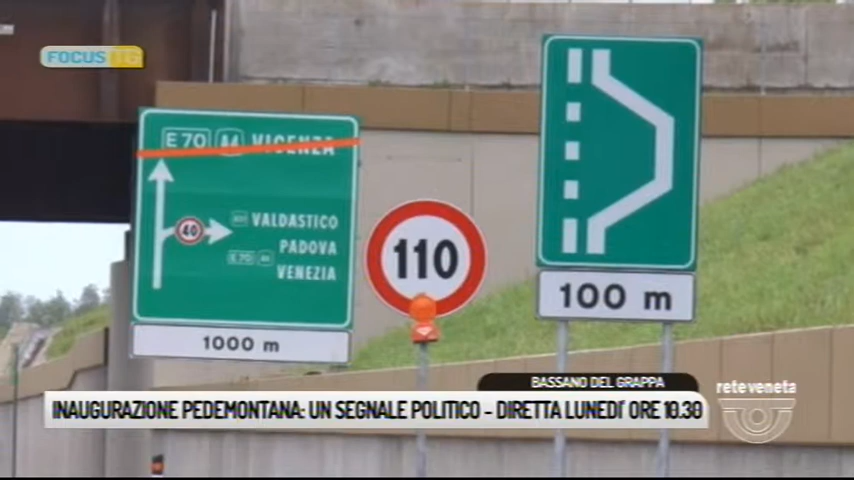 FOCUS TG
E70 A4 VICENZA
40
VALDASTICO
PADOVA
E70
VENEZIA
1000 m
110
100 m
BASSANO DEL GRAPPA
reteveneta
INAUGURAZIONE PEDEMONTANA: UN SEGNALE POLITICO - DIRETTA LUNEDI' ORE 10.30